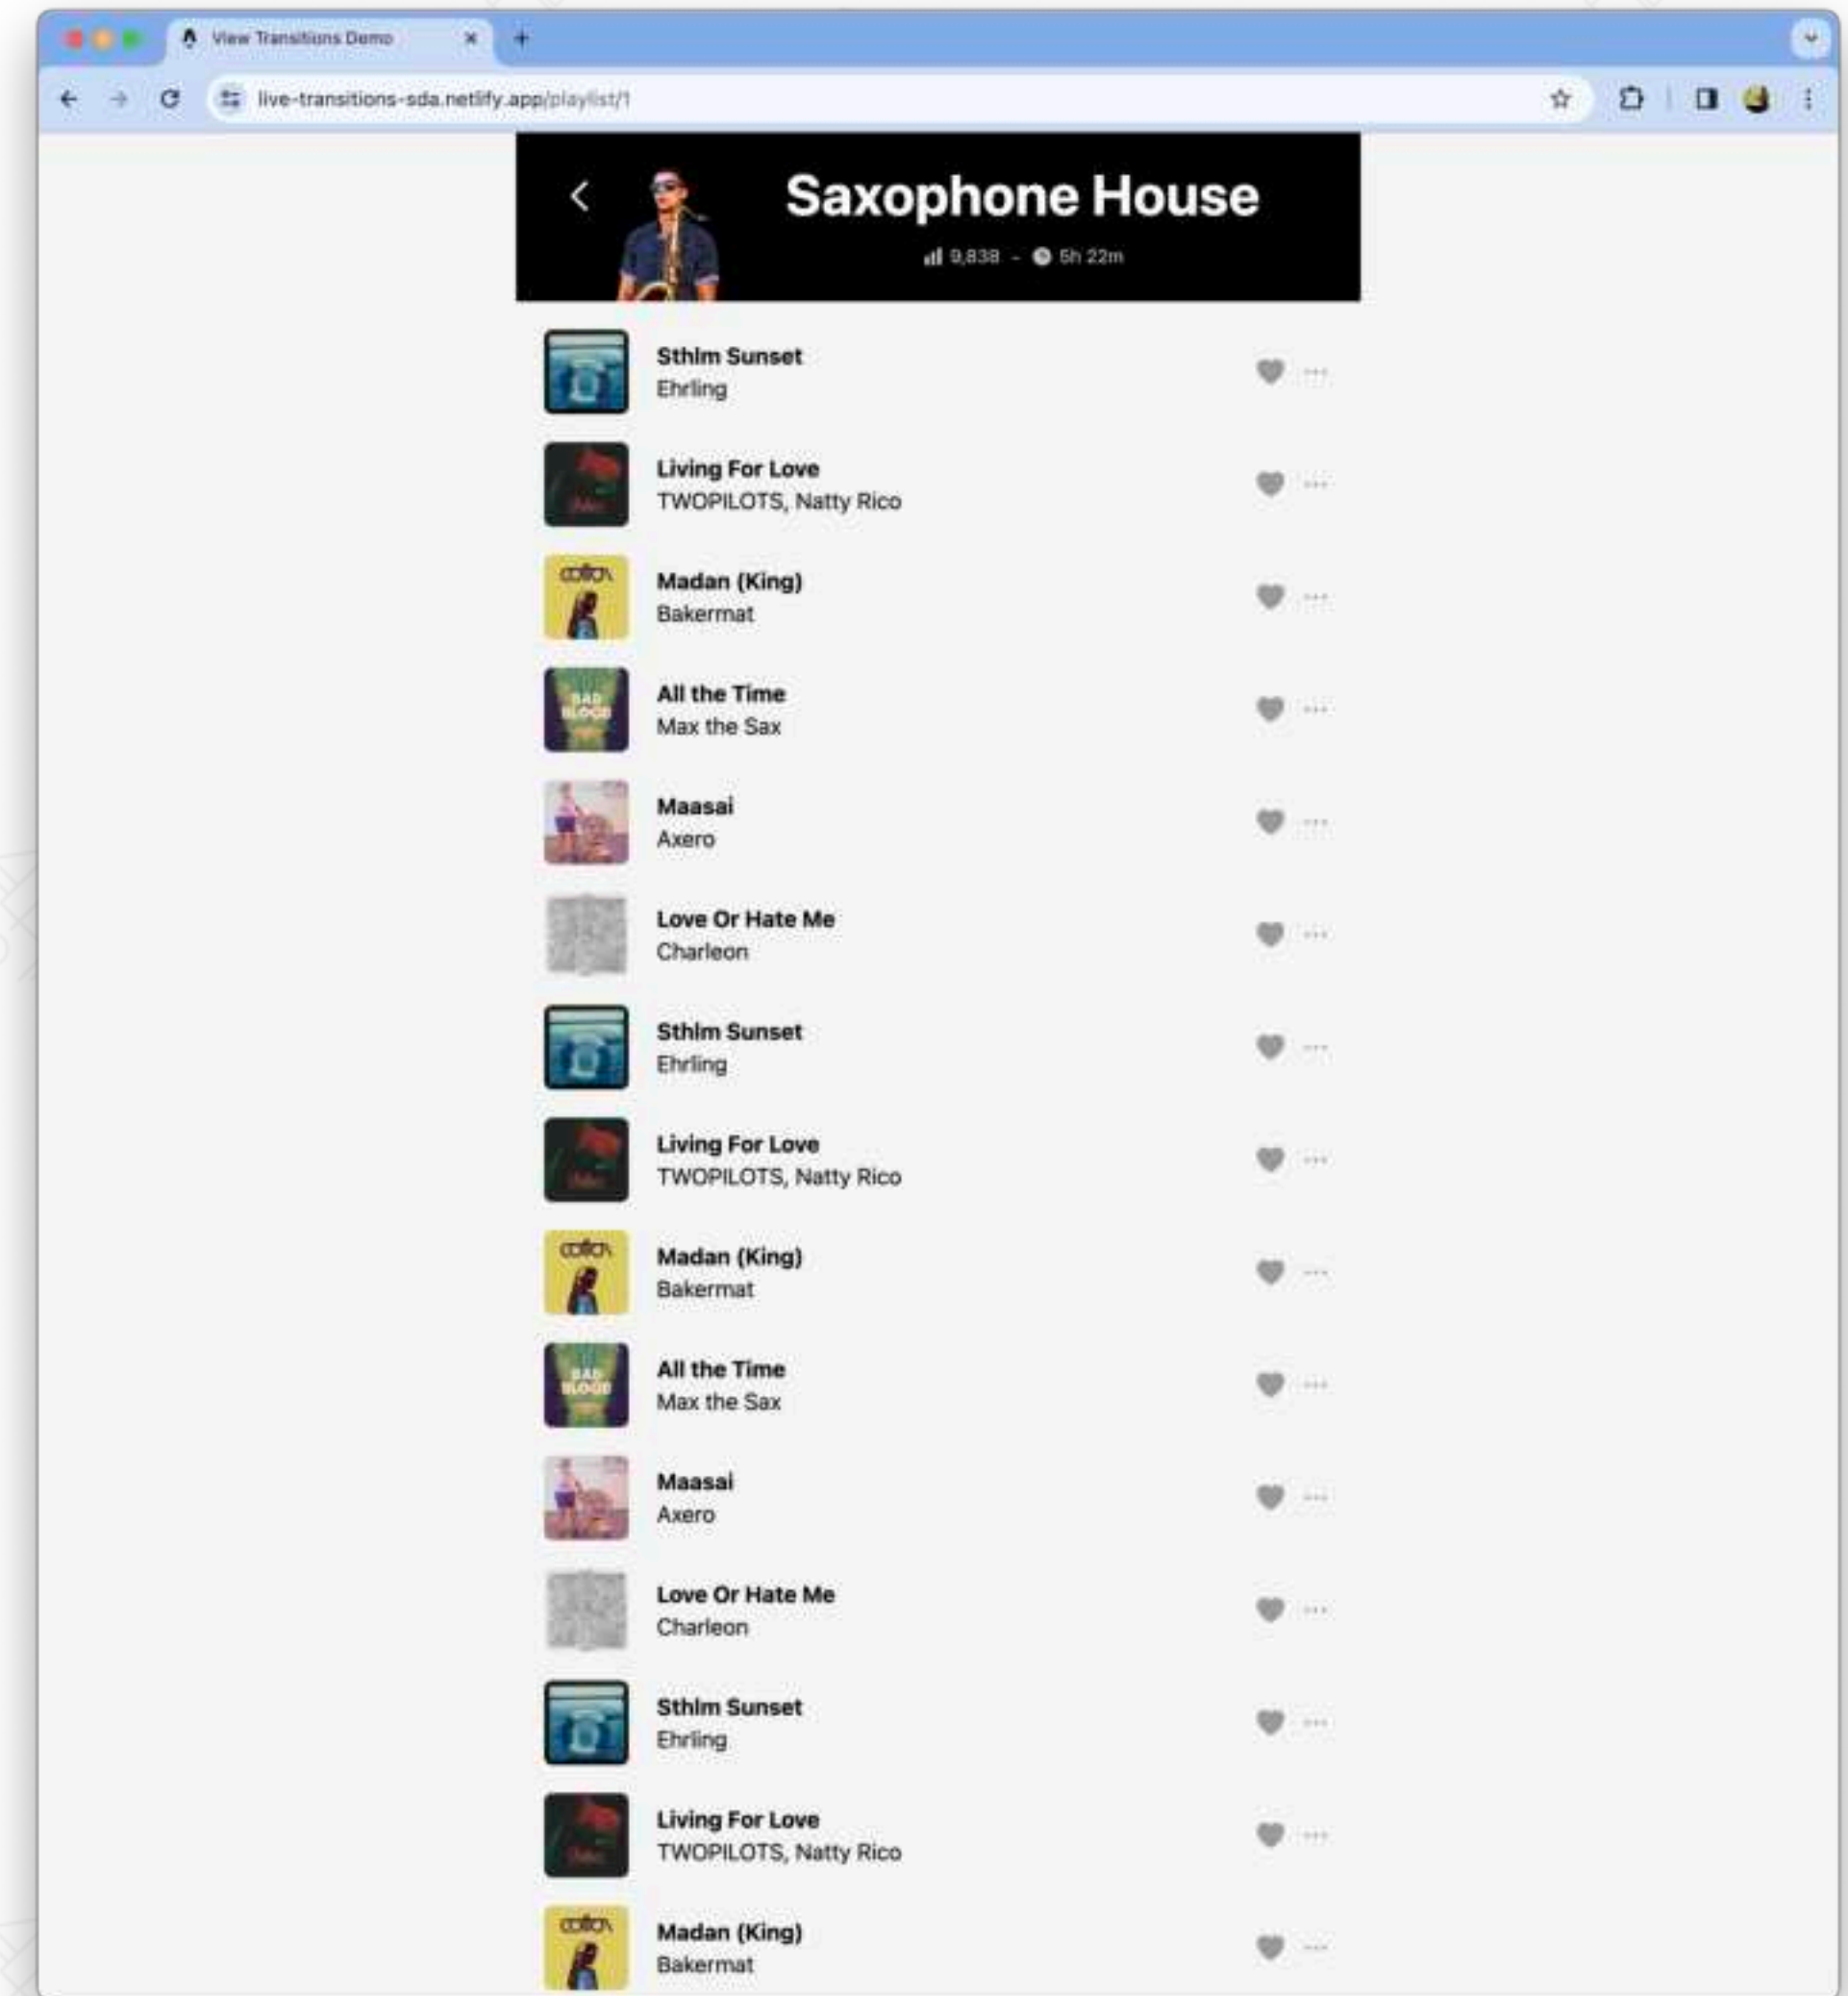 View Transitions Demo
live-transitions-sda.netlify.app/playlist/1
Saxophone House
9,838 - 5h 22m
Sthlm Sunset
Ehrling
Living For Love
TWOPILOTS, Natty Rico
Madan (King)
Bakermat
BAD
BLOOD
All the Time
Max the Sax
Maasai
Axero
Love Or Hate Me
Charleon
Sthlm Sunset
Ehrling
Living For Love
TWOPILOTS, Natty Rico
Madan (King)
Bakermat
BAD
BLOOD
All the Time
Max the Sax
Maasai
Axero
Love Or Hate Me
Charleon
Sthlm Sunset
Ehrling
Living For Love
TWOPILOTS, Natty Rico
Madan (King)
Bakermat